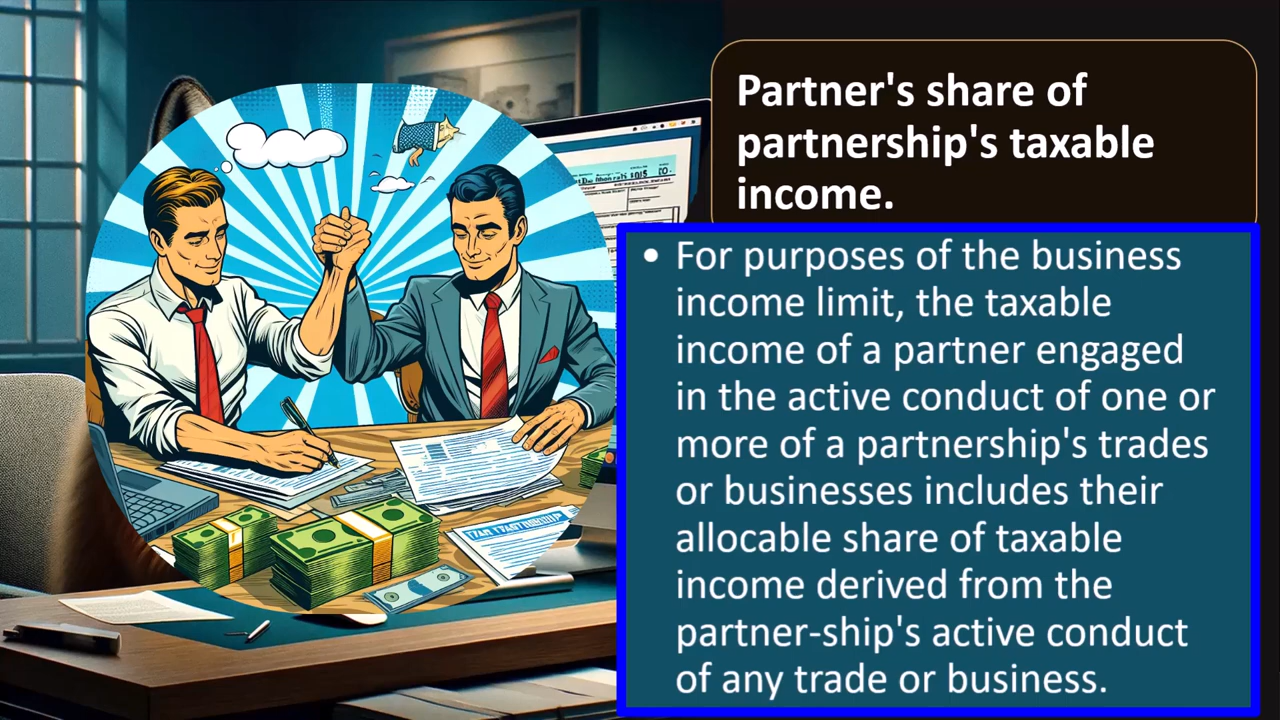 Partner's share of
partnership's taxable
income.
• For purposes of the business
income limit, the taxable
income of a partner engaged
in the active conduct of one or
more of a partnership's trades
or businesses includes their
allocable share of taxable
income derived from the
partner-ship's active conduct
of any trade or business.